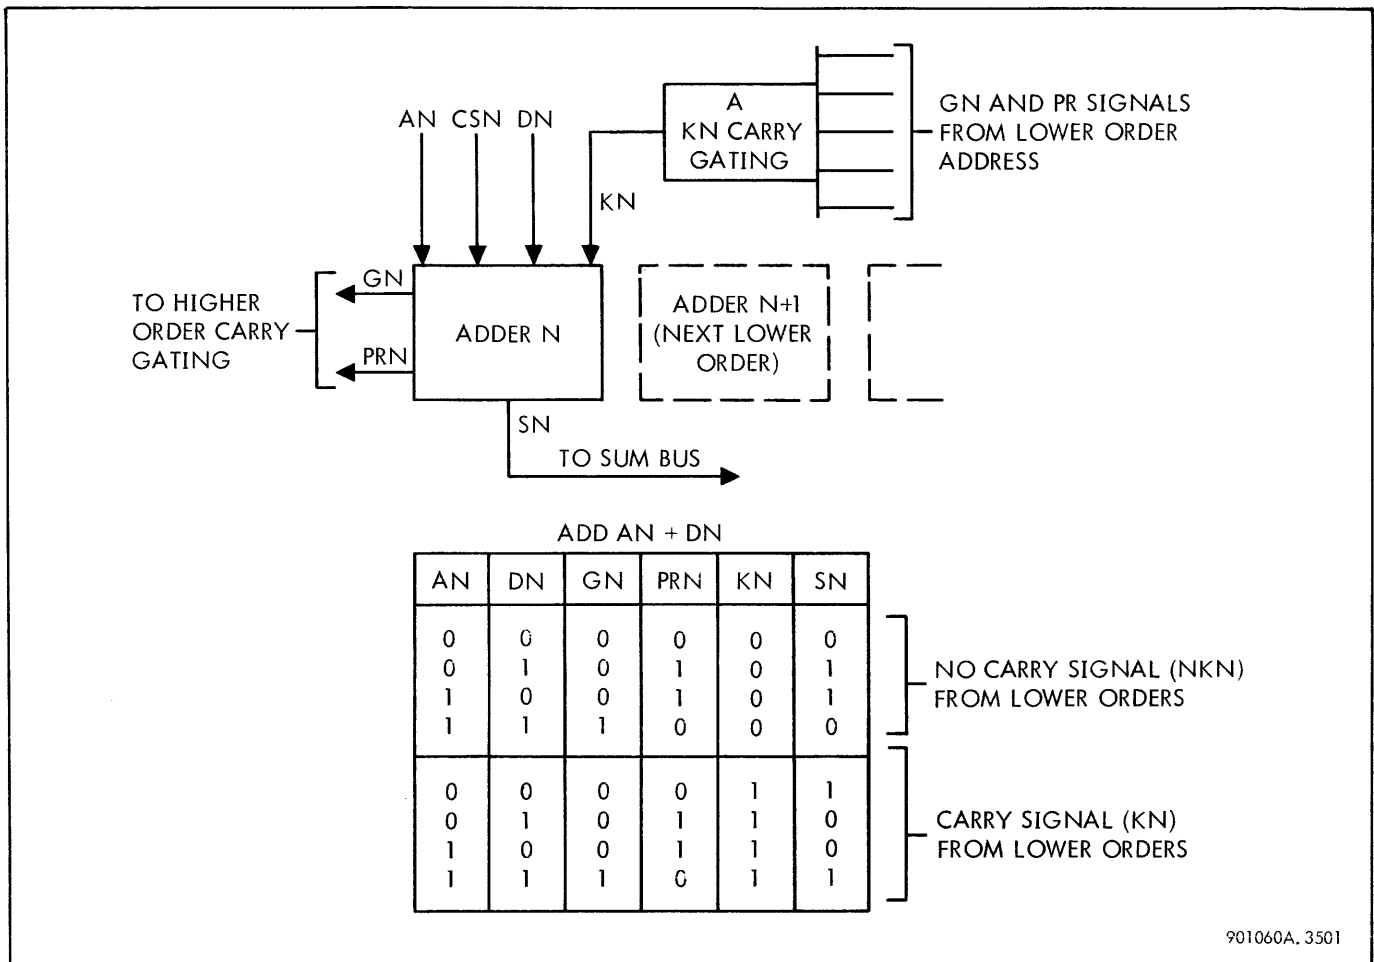 A
KN CARRY
GATING
GN AND PR SIGNALS
FROM LOWER ORDER
ADDRESS
AN CSN DN
KN
TO HIGHER
ORDER CARRY
GATING
GN
PRN
ADDER N
ADDER N+1
(NEXT LOWER
ORDER)
SN
TO SUM BUS
ADD AN + DN
AN DN GN PRN KN SN
0 0 0 0 0 0
0 1 0 1 0 1
1 0 0 1 0 1
1 1 1 0 0 0
NO CARRY SIGNAL (NKN)
FROM LOWER ORDERS
0 0 0 0 1 1
0 1 0 1 1 0
1 0 0 1 1 0
1 1 1 0 1 1
CARRY SIGNAL (KN)
FROM LOWER ORDERS
901060A. 3501